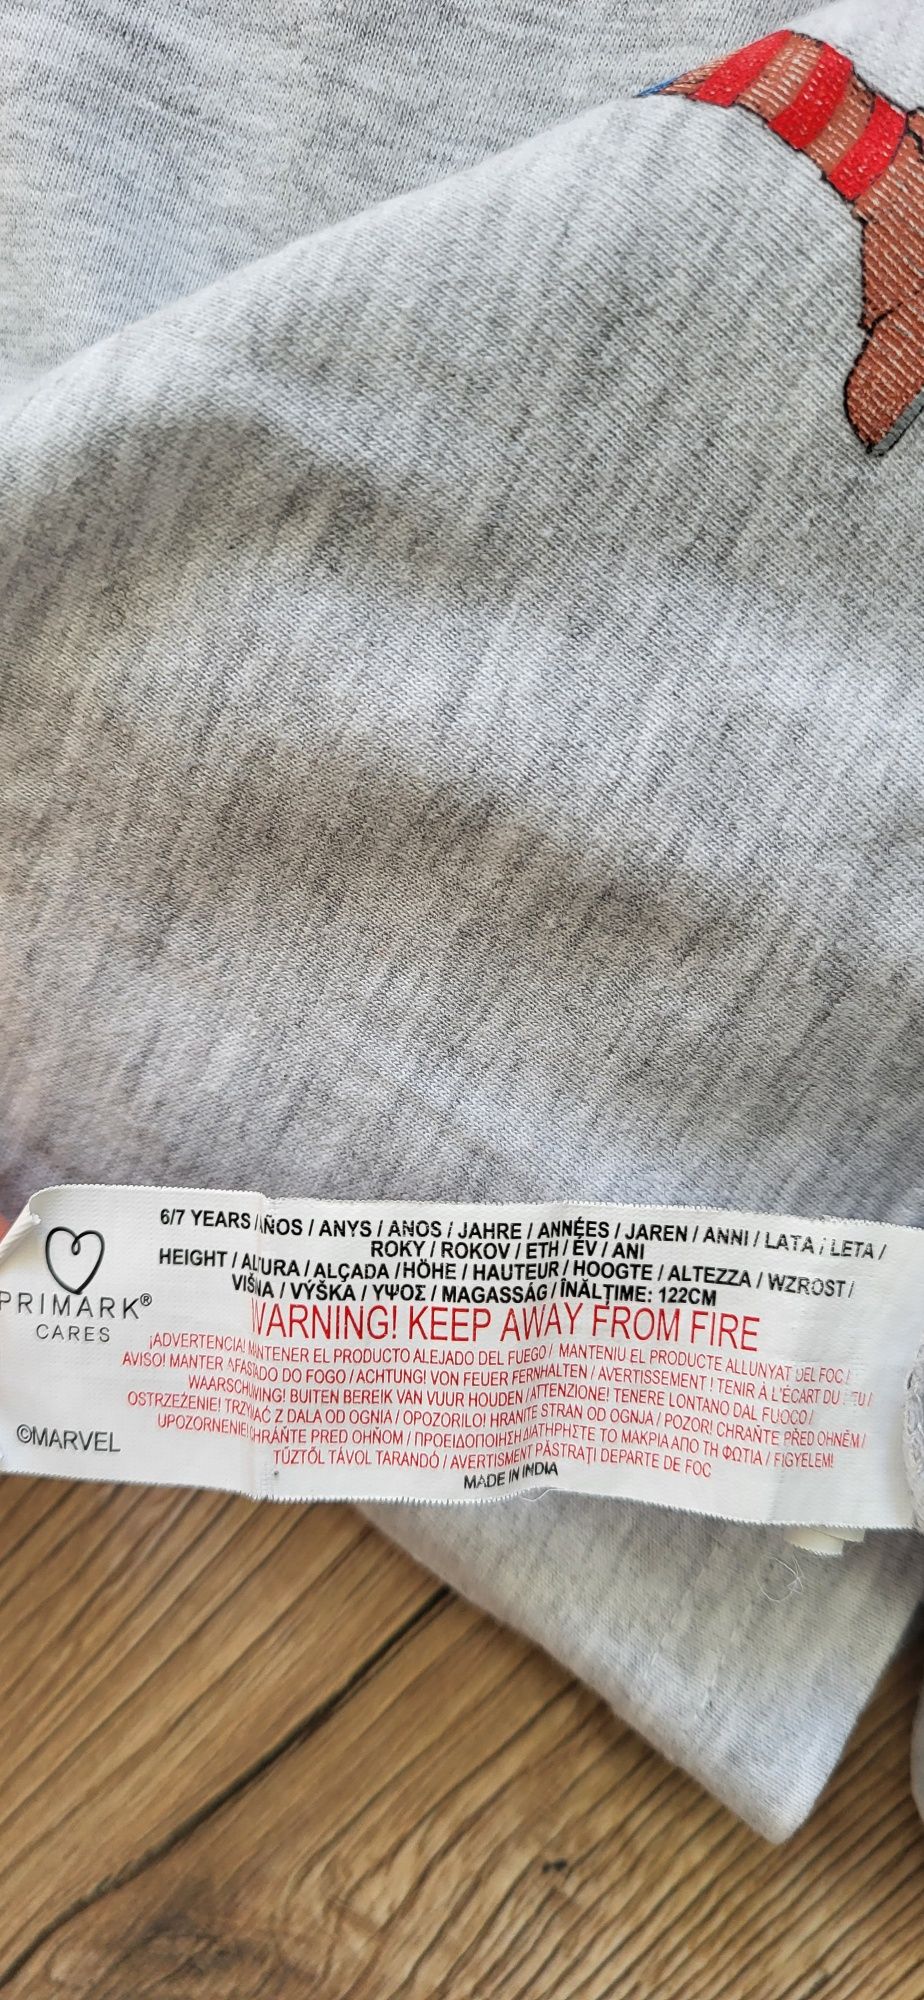 6/7 YEARS / AÑOS / ANYS / ANOS / JAHRE / ANNÉES / JAREN / ANNI / LATA / LETA /
ROKY / ROKOV / ΕΤΗ / ÉV / ANI
HEIGHT / ALTURA / ALÇADA / HÖHE / HAUTEUR / HOOGTE / ALTEZZA / WZROST /
VIŠINA / VÝŠKA / ΥΨΟΣ / MAGASSÁG / ÎNĂLȚIME: 122CM
PRIMARK®
CARES
©MARVEL
WARNING! KEEP AWAY FROM FIRE
¡ADVERTENCIA! MANTENER EL PRODUCTO ALEJADO DEL FUEGO / MANTENIU EL PRODUCTE ALLUNYAT DEL FOC /
AVISO! MANTER AFASTADO DO FOGO / ACHTUNG! VON FEUER FERNHALTEN / AVERTISSEMENT ! TENIR À L'ÉCART DU FEU /
WAARSCHUWING! BUITEN BEREIK VAN VUUR HOUDEN / ATTENZIONE! TENERE LONTANO DAL FUOCO /
OSTRZEŻENIE! TRZYMAĆ Z DALA OD OGNIA / OPOZORILO! HRANITE STRAN OD OGNJA / POZOR! CHRAŇTE PŘED OHNĚM /
UPOZORNENIE! CHRÁŇTE PRED OHŇOM / ΠΡΟΕΙΔΟΠΟΙΗΣΗ ΔΙΑΤΗΡΗΣΤΕ ΤΟ ΜΑΚΡΙΑ ΑΠΟ ΤΗ ΦΩΤΙΑ / FIGYELEM!
TŰZTŐL TÁVOL TARANDÓ / AVERTISMENT PĂSTRAȚI DEPARTE DE FOC
MADE IN INDIA